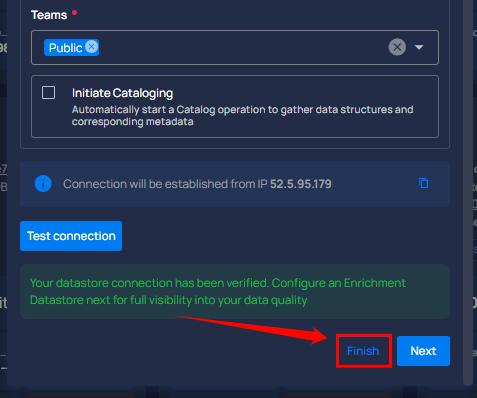 Teams
Public
Initiate Cataloging
Automatically start a Catalog operation to gather data structures and
corresponding metadata
Connection will be established from IP 52.5.95.179
Test connection
Your datastore connection has been verified. Configure an Enrichment
Datastore next for full visibility into your data quality
Finish
Next